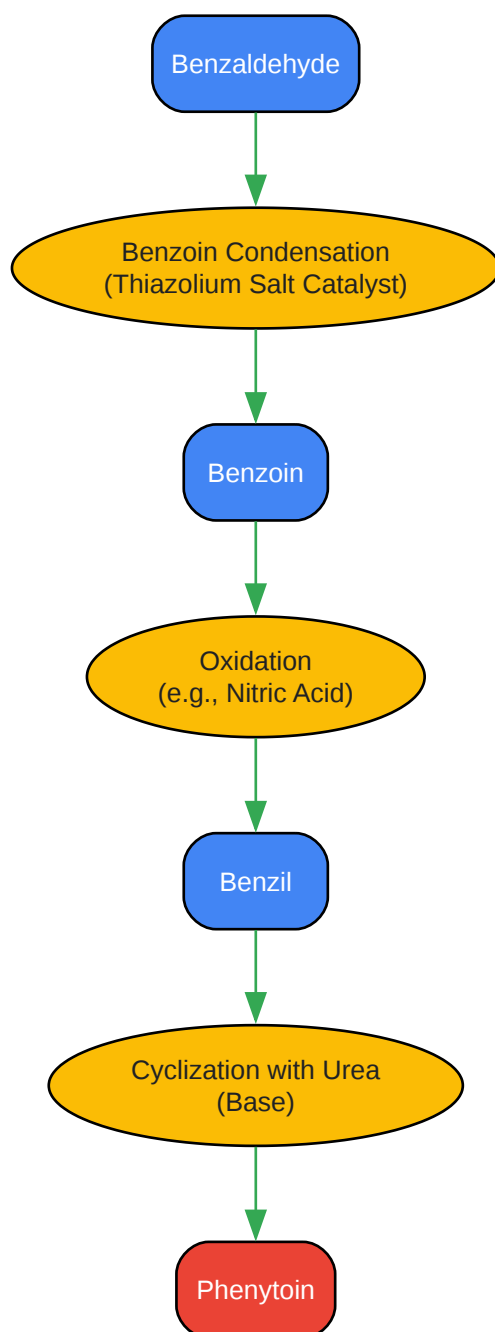 Benzaldehyde
Benzoin Condensation
(Thiazolium Salt Catalyst)
Benzoin
Oxidation
(e.g., Nitric Acid)
Benzil
Cyclization with Urea
(Base)
Phenytoin